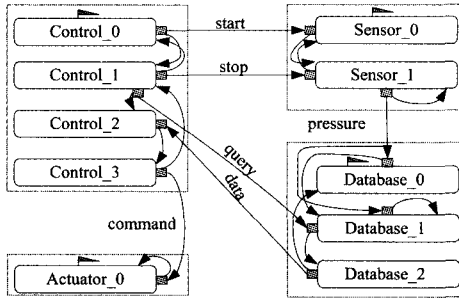 Control_0
start
Sensor_0
Control_1
stop
Sensor_1
Control_2
pressure
query
Control_3
data
Database_0
command
Database_1
Actuator_0
Database_2